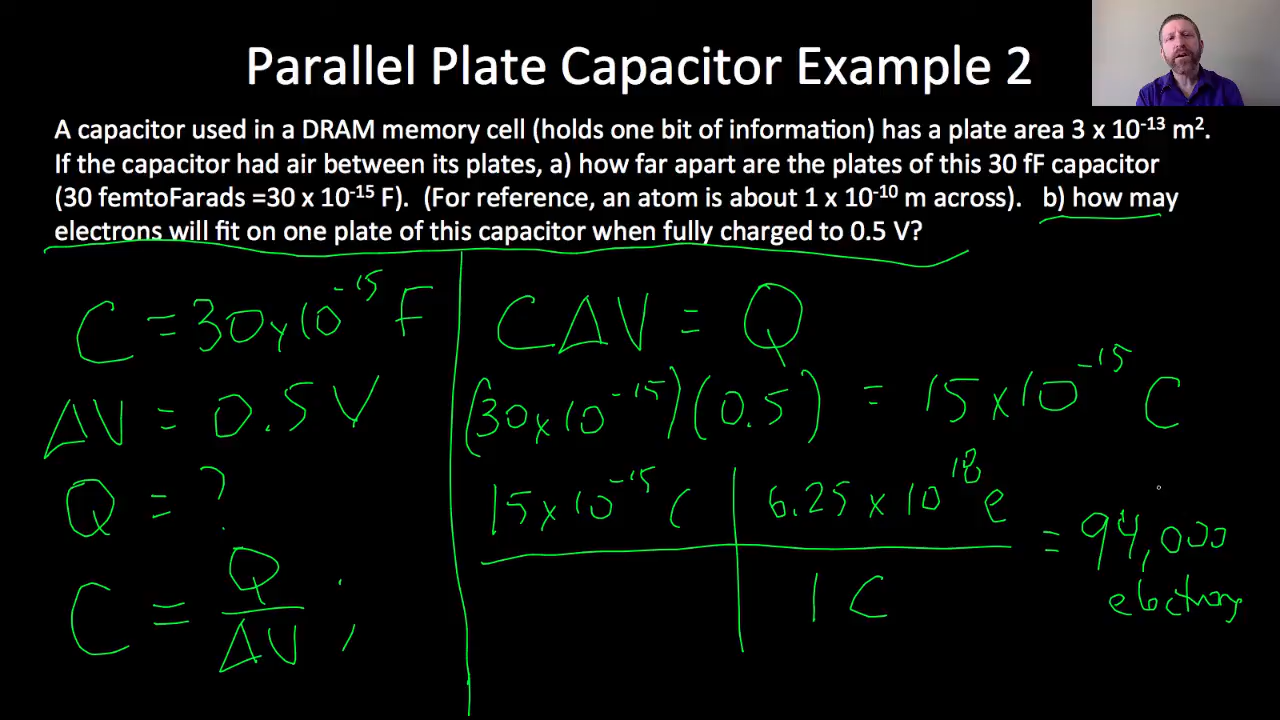 Parallel Plate Capacitor Example 2
A capacitor used in a DRAM memory cell (holds one bit of information) has a plate area 3 x 10⁻¹³ m².
If the capacitor had air between its plates, a) how far apart are the plates of this 30 fF capacitor
(30 femtoFarads =30 x 10⁻¹⁵ F). (For reference, an atom is about 1 x 10⁻¹⁰ m across). b) how may
electrons will fit on one plate of this capacitor when fully charged to 0.5 V?
C = 30x10⁻¹⁵ F
ΔV = 0.5 V
Q = ?
C = Q/ΔV ;
CΔV = Q
(30x10⁻¹⁵)(0.5) = 15x10⁻¹⁵ C
15x10⁻¹⁵ C | 6.25x10¹⁸ e
1 C
= 94,000
electrons